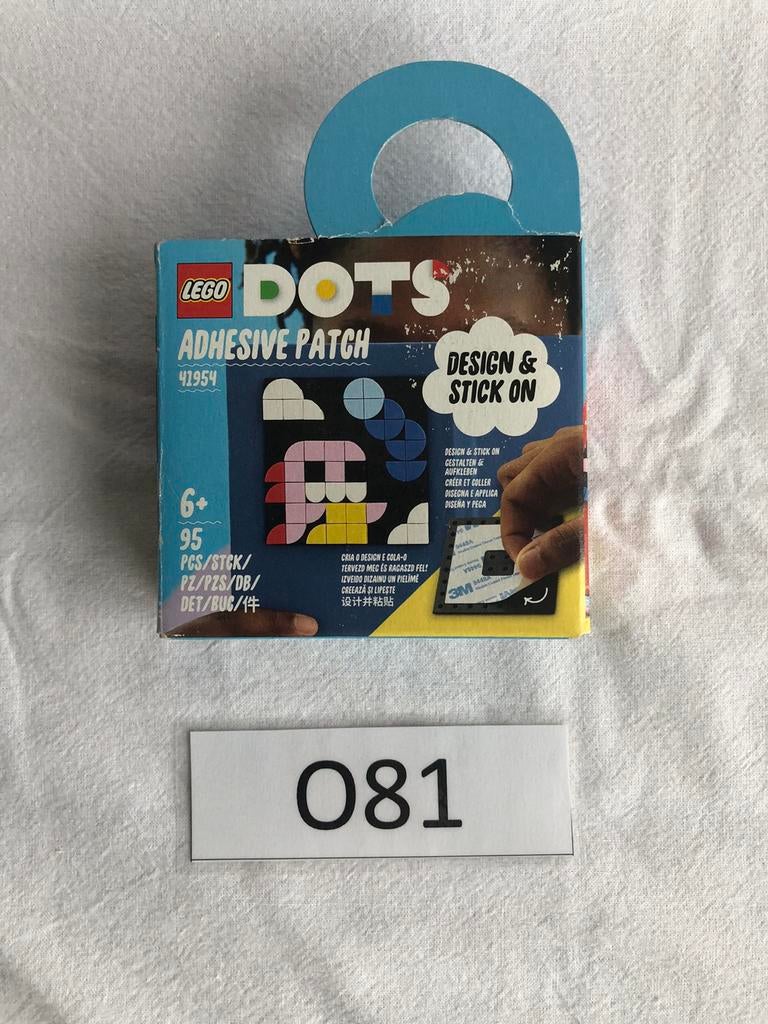 LEGO DOTS
ADHESIVE PATCH
41954
DESIGN &
STICK ON
DESIGN & STICK ON
GESTALTEN &
AUFKLEBEN
CRÉER ET COLLER
DISEGNA E APPLICA
DISEÑA Y PEGA
6+
95
PCS/STCK/
PZ/PZS/DB/
DET/BUC/件
CRIA O DESIGN E COLA-O
TERVEZD MEG ÉS RAGASZD FEL!
IZVEIDO DIZAINU UN PIELĪMĒ
CREEAZĂ ȘI LIPEȘTE
设计并粘贴
3M
O81